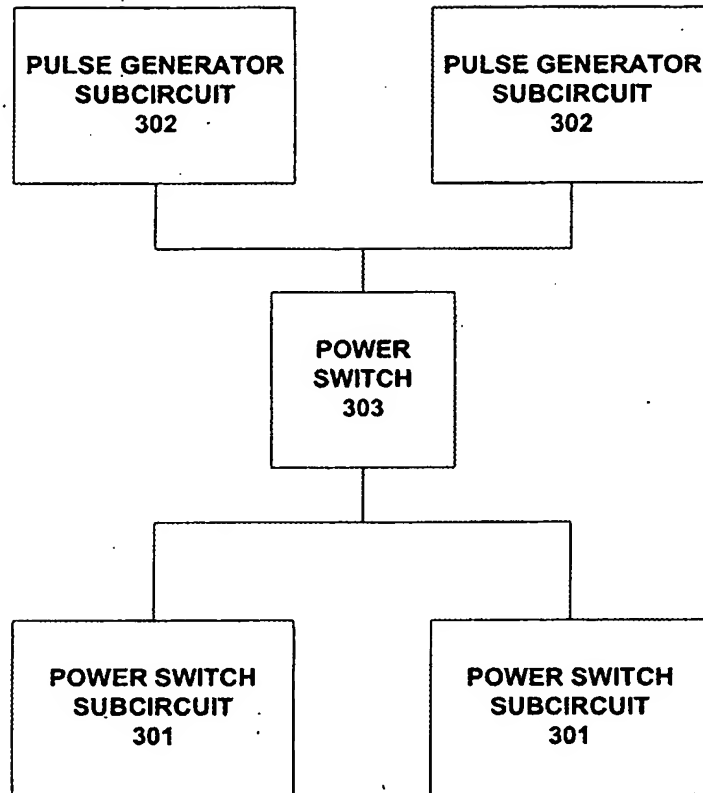 PULSE GENERATOR
SUBCIRCUIT
302
PULSE GENERATOR
SUBCIRCUIT
302
POWER
SWITCH
303
POWER SWITCH
SUBCIRCUIT
301
POWER SWITCH
SUBCIRCUIT
301